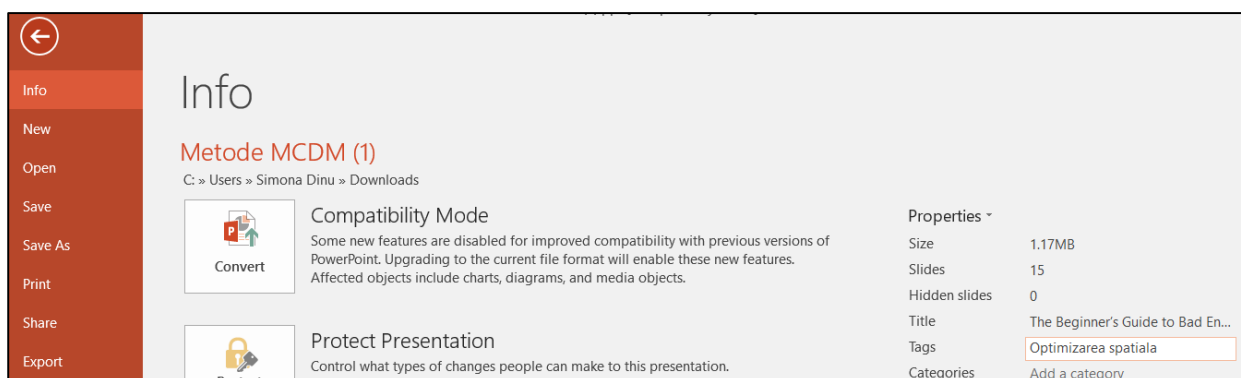 Info
New
Open
Save
Save As
Print
Share
Export
Info
Metode MCDM (1)
C: » Users » Simona Dinu » Downloads
Convert
Compatibility Mode
Some new features are disabled for improved compatibility with previous versions of
PowerPoint. Upgrading to the current file format will enable these new features.
Affected objects include charts, diagrams, and media objects.
Protect Presentation
Control what types of changes people can make to this presentation.
Properties
Size 1.17MB
Slides 15
Hidden slides 0
Title The Beginner's Guide to Bad En...
Tags Optimizarea spatiala
Categories Add a category